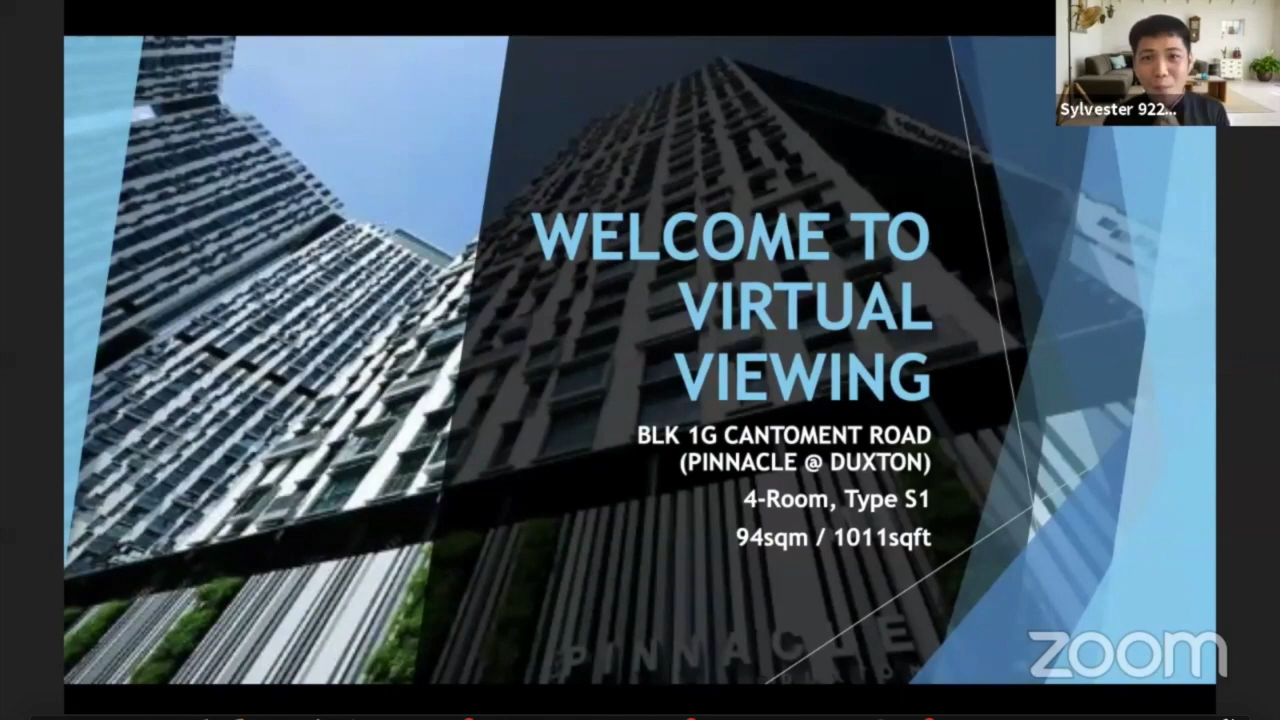 Sylvester 922...
WELCOME TO
VIRTUAL
VIEWING
BLK 1G CANTOMENT ROAD
(PINNACLE @ DUXTON)
4-Room, Type S1
94sqm / 1011sqft
PINNACLE
zoom